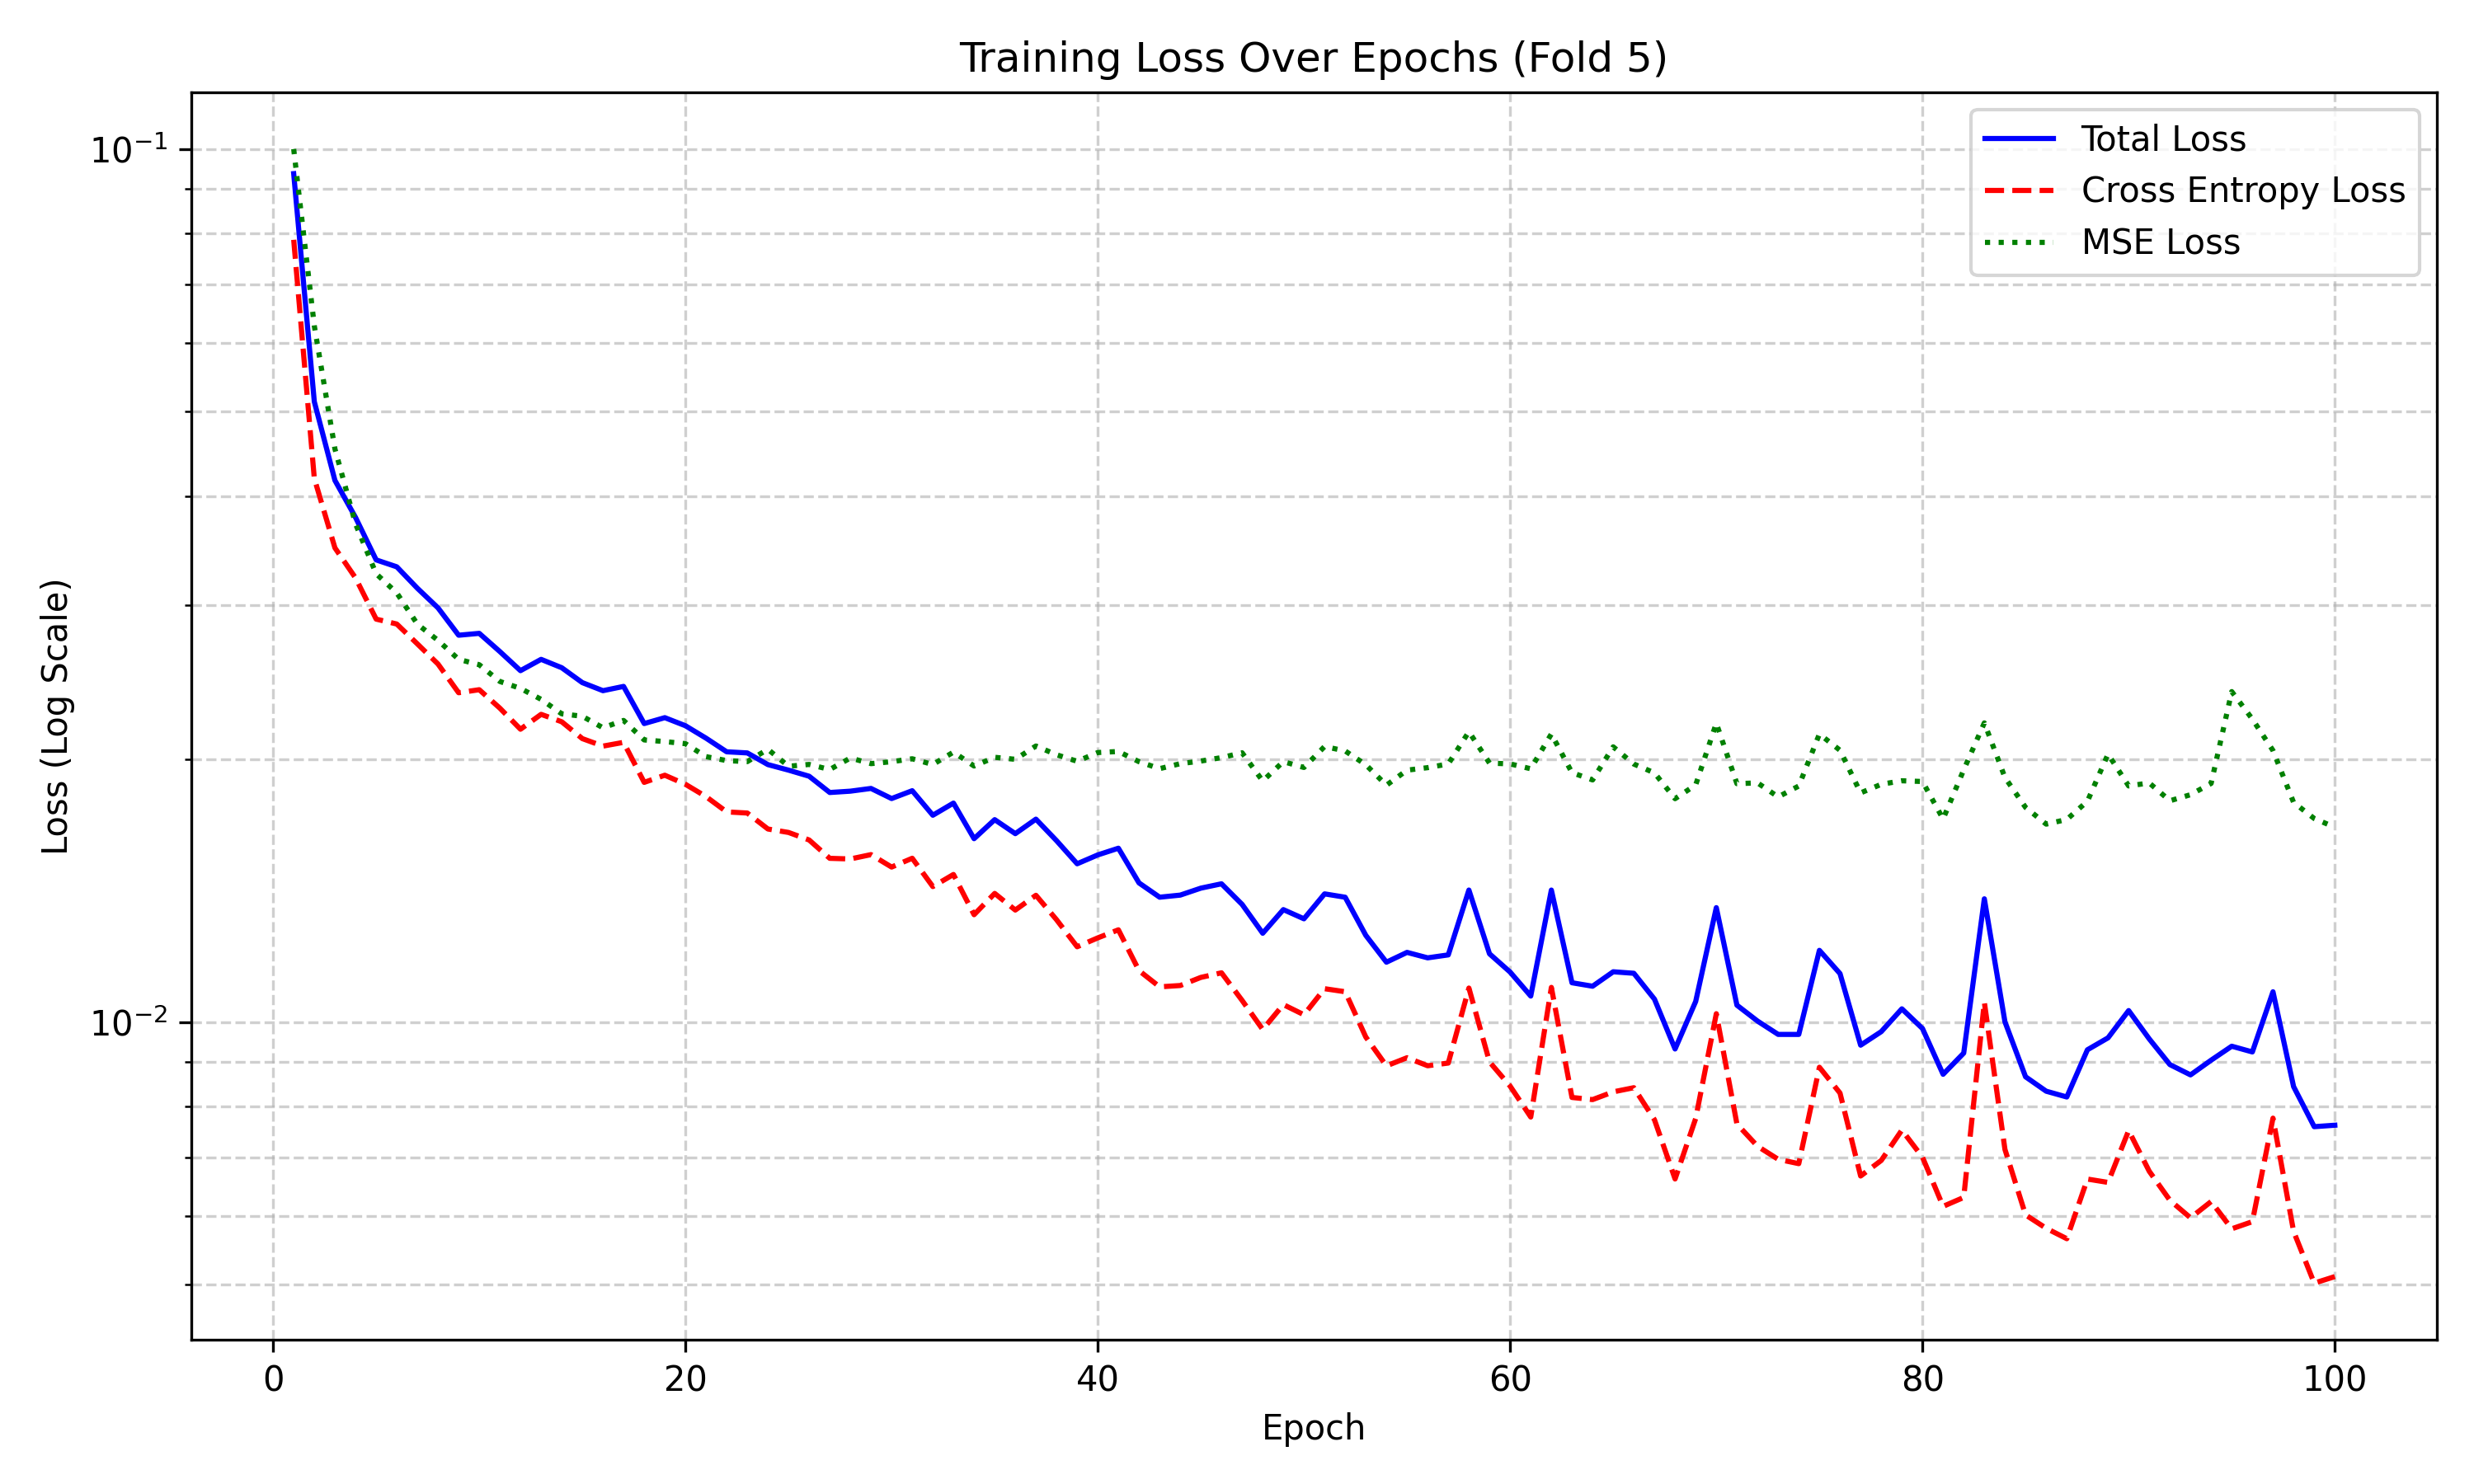 Training Loss Over Epochs (Fold 5)
Total Loss
Cross Entropy Loss
MSE Loss
10⁻¹
10⁻²
Loss (Log Scale)
0 20 40 60 80 100
Epoch